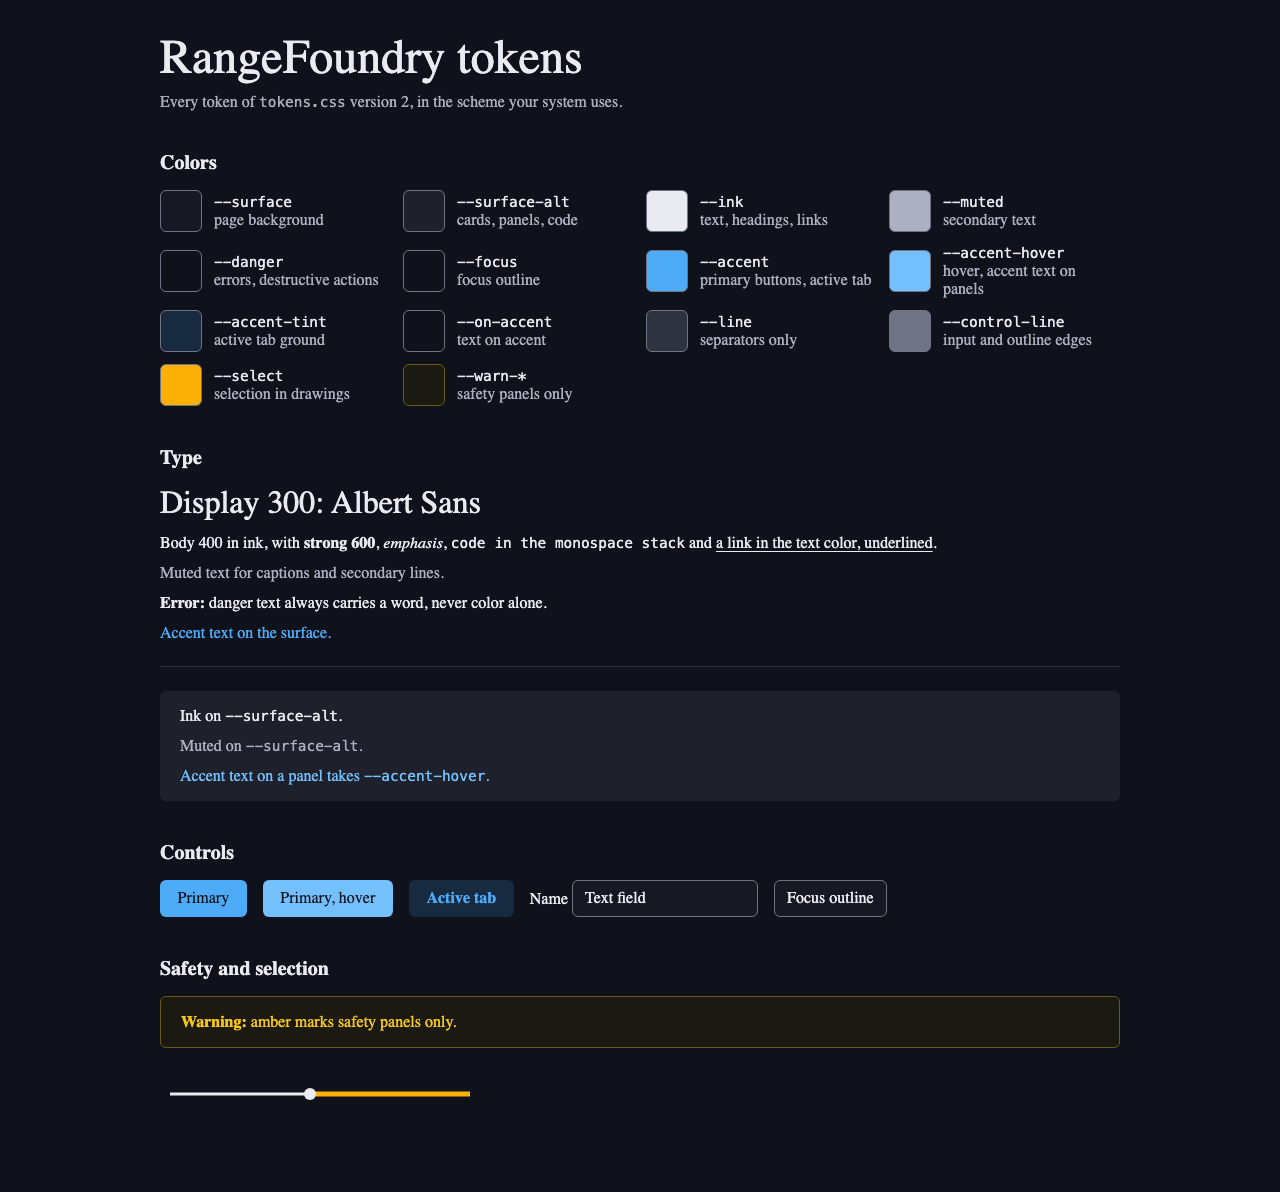 RangeFoundry tokens
Every token of tokens.css version 2, in the scheme your system uses.
Colors
--surface
page background
--surface-alt
cards, panels, code
--ink
text, headings, links
--muted
secondary text
--danger
errors, destructive actions
--focus
focus outline
--accent
primary buttons, active tab
--accent-hover
hover, accent text on
panels
--accent-tint
active tab ground
--on-accent
text on accent
--line
separators only
--control-line
input and outline edges
--select
selection in drawings
--warn-*
safety panels only
Type
Display 300: Albert Sans
Body 400 in ink, with strong 600, emphasis, code in the monospace stack and a link in the text color, underlined.
Muted text for captions and secondary lines.
Error: danger text always carries a word, never color alone.
Accent text on the surface.
Ink on --surface-alt.
Muted on --surface-alt.
Accent text on a panel takes --accent-hover.
Controls
Primary
Primary, hover
Active tab
Name
Text field
Focus outline
Safety and selection
Warning: amber marks safety panels only.